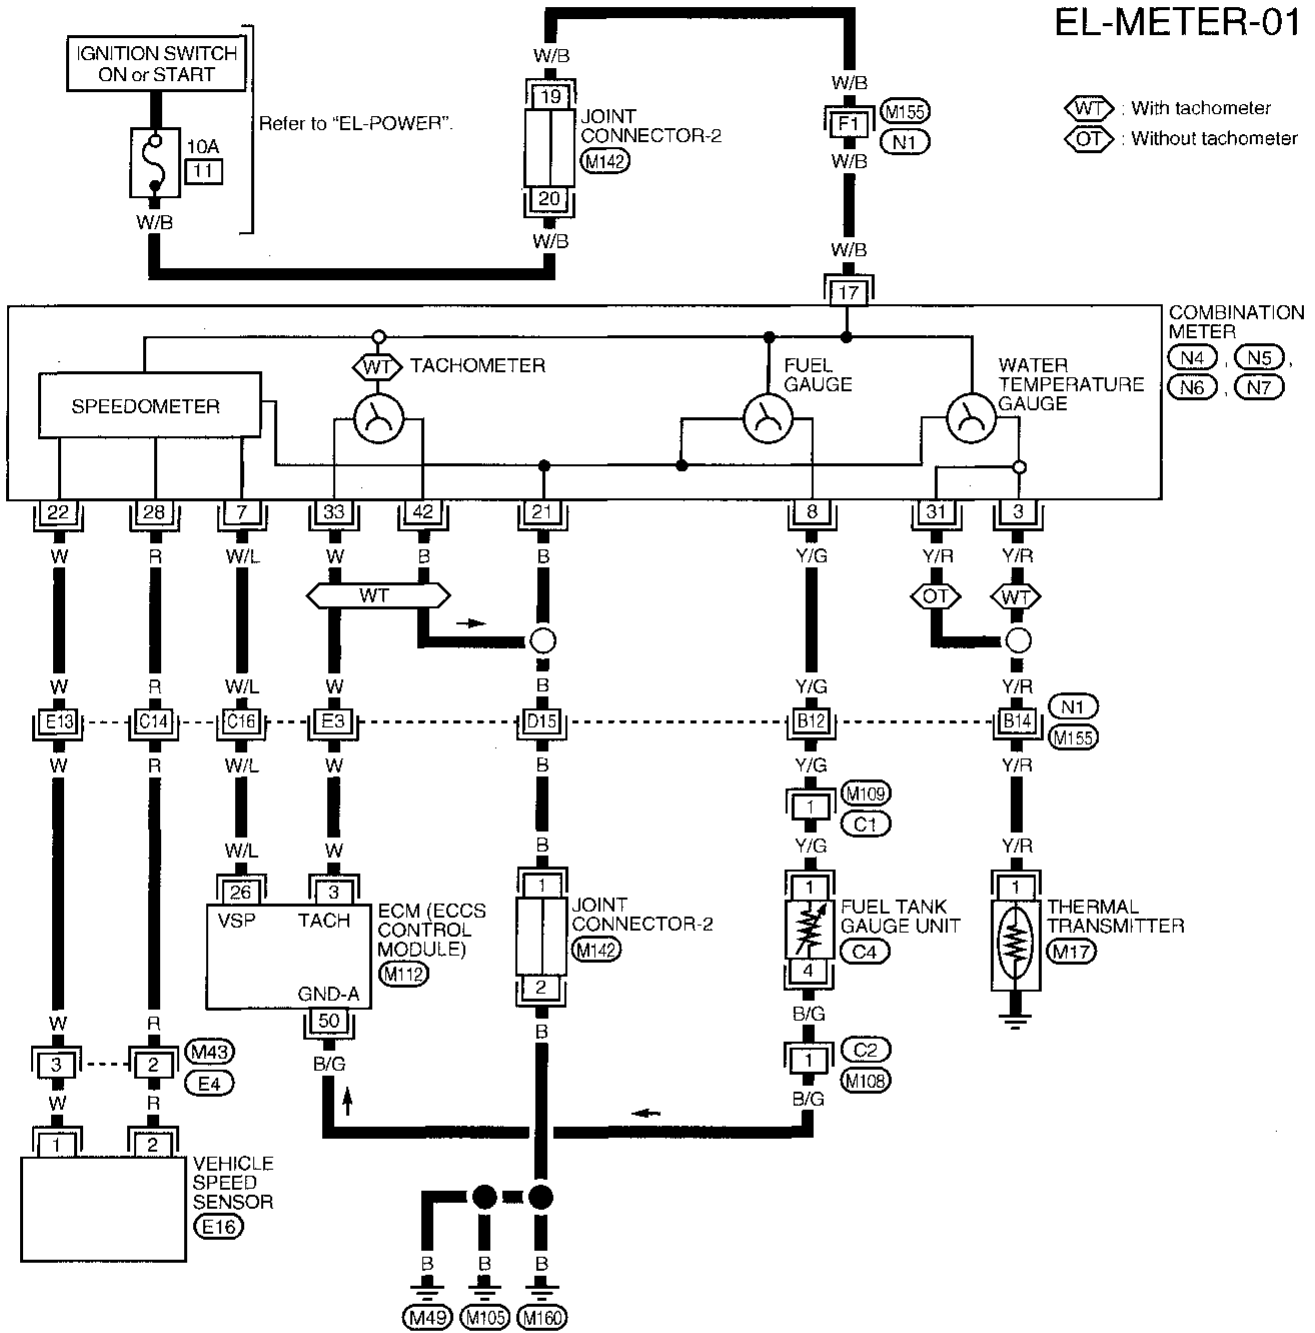 EL-METER-01
IGNITION SWITCH
ON or START
Refer to "EL-POWER".
10A
11
W/B
W/B
19
JOINT
CONNECTOR-2
M142
20
W/B
W/B
F1
M155
N1
W/B
W/B
17
WT : With tachometer
OT : Without tachometer
COMBINATION
METER
N4 , N5 ,
N6 , N7
SPEEDOMETER
WT
TACHOMETER
FUEL
GAUGE
WATER
TEMPERATURE
GAUGE
22 28 7 33 42 21 8 31 3
W R W/L W B B Y/G Y/R Y/R
WT OT WT
W R W/L W B Y/G Y/R
E13 C14 C16 E3 D15 B12 B14
N1
M155
W R W/L W B Y/G Y/R
1
M109
C1
W/L W B Y/G Y/R
26 3 1 1 1
VSP TACH
ECM (ECCS
CONTROL
MODULE)
M112
GND-A
50
B/G
JOINT
CONNECTOR-2
M142
2
B
FUEL TANK
GAUGE UNIT
C4
4
B/G
THERMAL
TRANSMITTER
M17
1
C2
M108
B/G
W R
3 2
M43
E4
W R
1 2
VEHICLE
SPEED
SENSOR
E16
B B B
M49 M105 M160